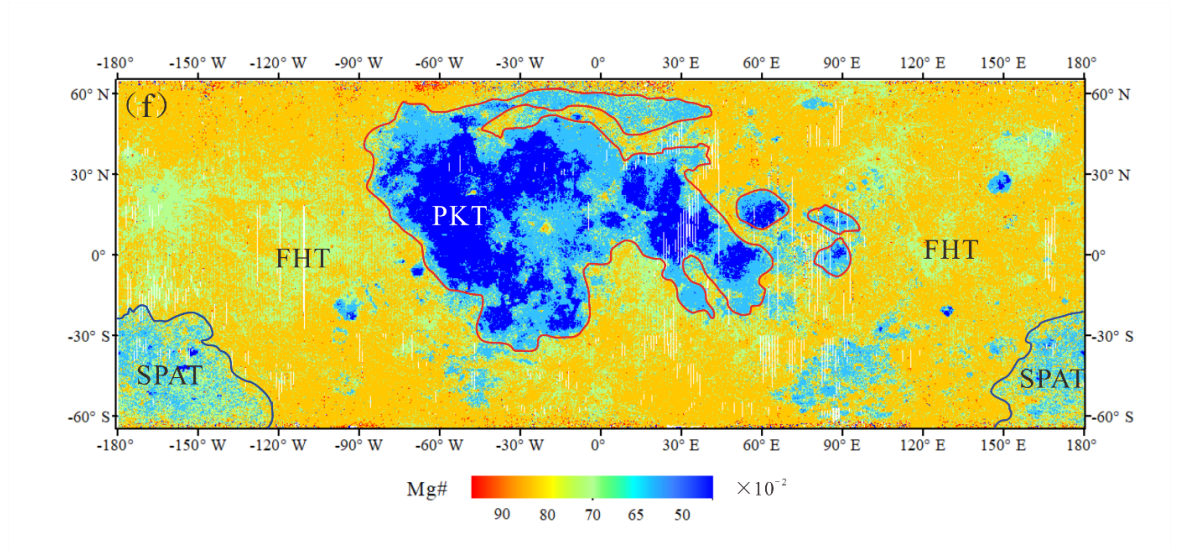 -180° -150° W -120° W -90° W -60° W -30° W 0° 30° E 60° E 90° E 120° E 150° E 180°
60° N (f) 60° N
30° N 30° N
PKT
0° FHT FHT 0°
-30° S -30° S
SPAT SPAT
-60° S -60° S
-180° -150° W -120° W -90° W -60° W -30° W 0° 30° E 60° E 90° E 120° E 150° E 180°
Mg# ×10⁻²
90 80 70 65 50